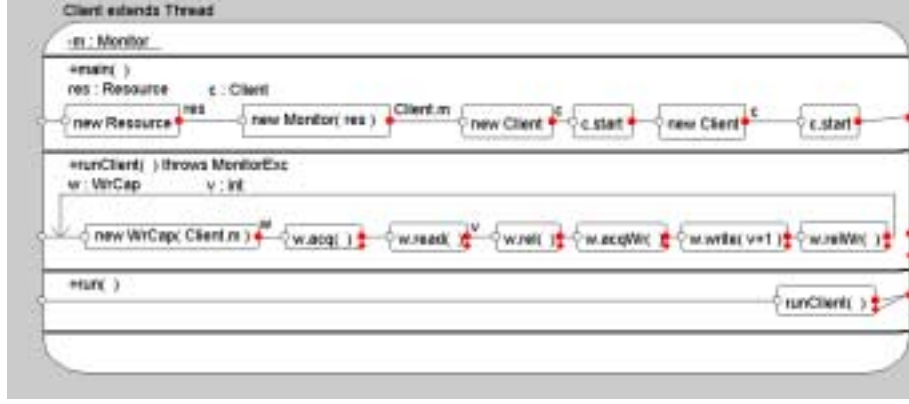 Client extends Thread
-m : Monitor
+main( )
res : Resource c : Client
new Resource res new Monitor( res ) Client.m new Client c c.start new Client c c.start
+runClient( ) throws MonitorExc
w : WrCap v : int
new WrCap( Client.m ) w w.acq( ) w.read( ) v w.rel( ) w.acqWr( ) w.write( v+1 ) w.relWr( )
+run( )
runClient( )